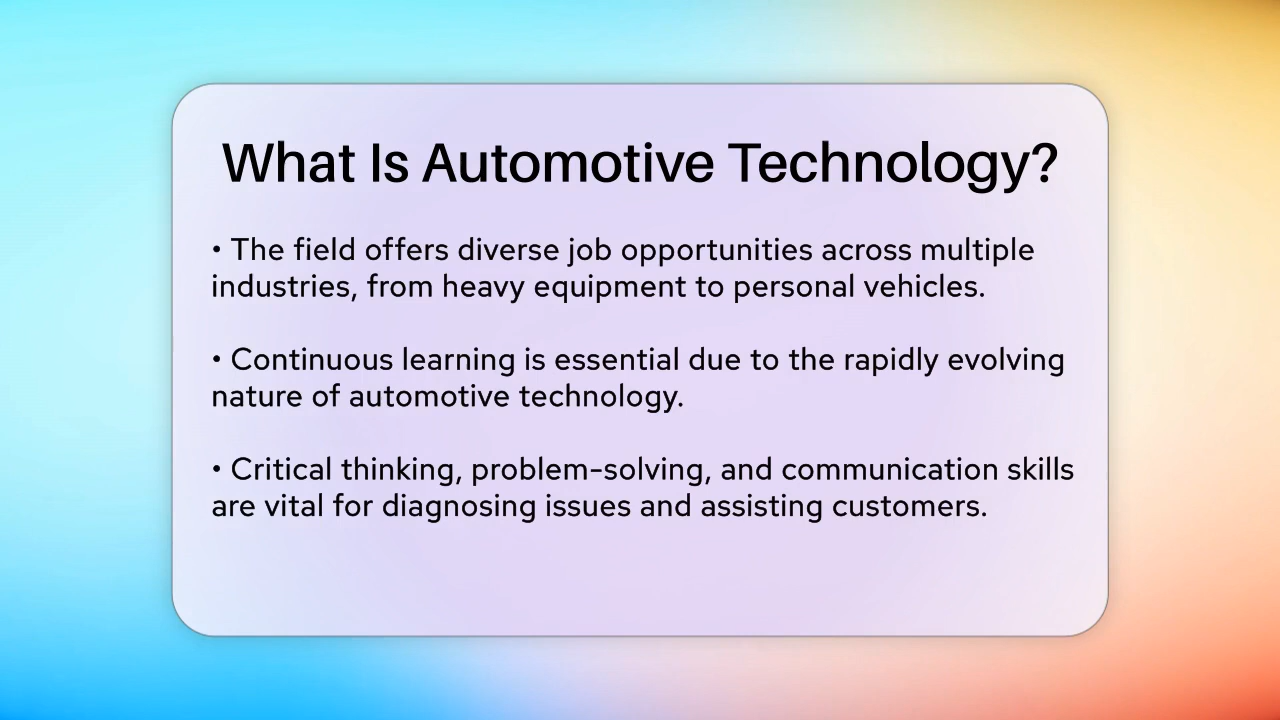 What Is Automotive Technology?
• The field offers diverse job opportunities across multiple
industries, from heavy equipment to personal vehicles.
• Continuous learning is essential due to the rapidly evolving
nature of automotive technology.
• Critical thinking, problem-solving, and communication skills
are vital for diagnosing issues and assisting customers.